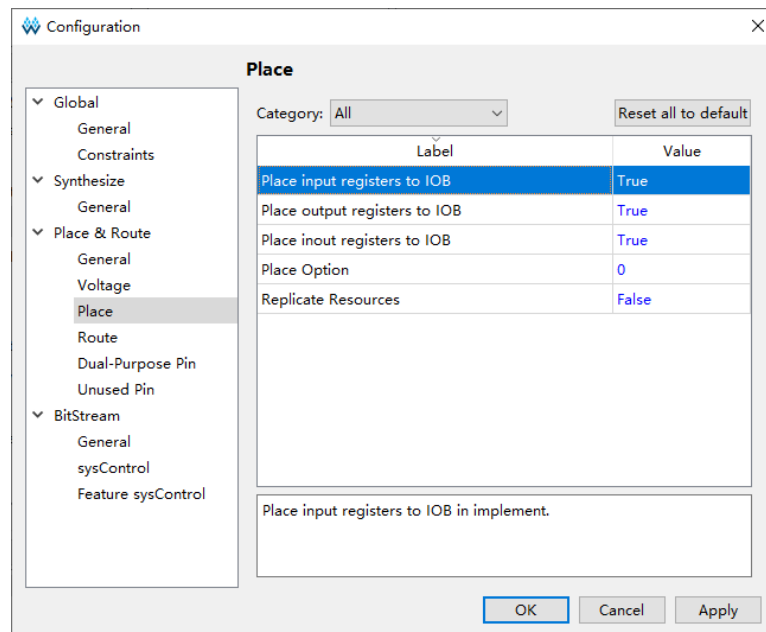 Configuration
Place
Global
General
Constraints
Synthesize
General
Place & Route
General
Voltage
Place
Route
Dual-Purpose Pin
Unused Pin
BitStream
General
sysControl
Feature sysControl
Category: All Reset all to default
Label Value
Place input registers to IOB True
Place output registers to IOB True
Place inout registers to IOB True
Place Option 0
Replicate Resources False
Place input registers to IOB in implement.
OK Cancel Apply